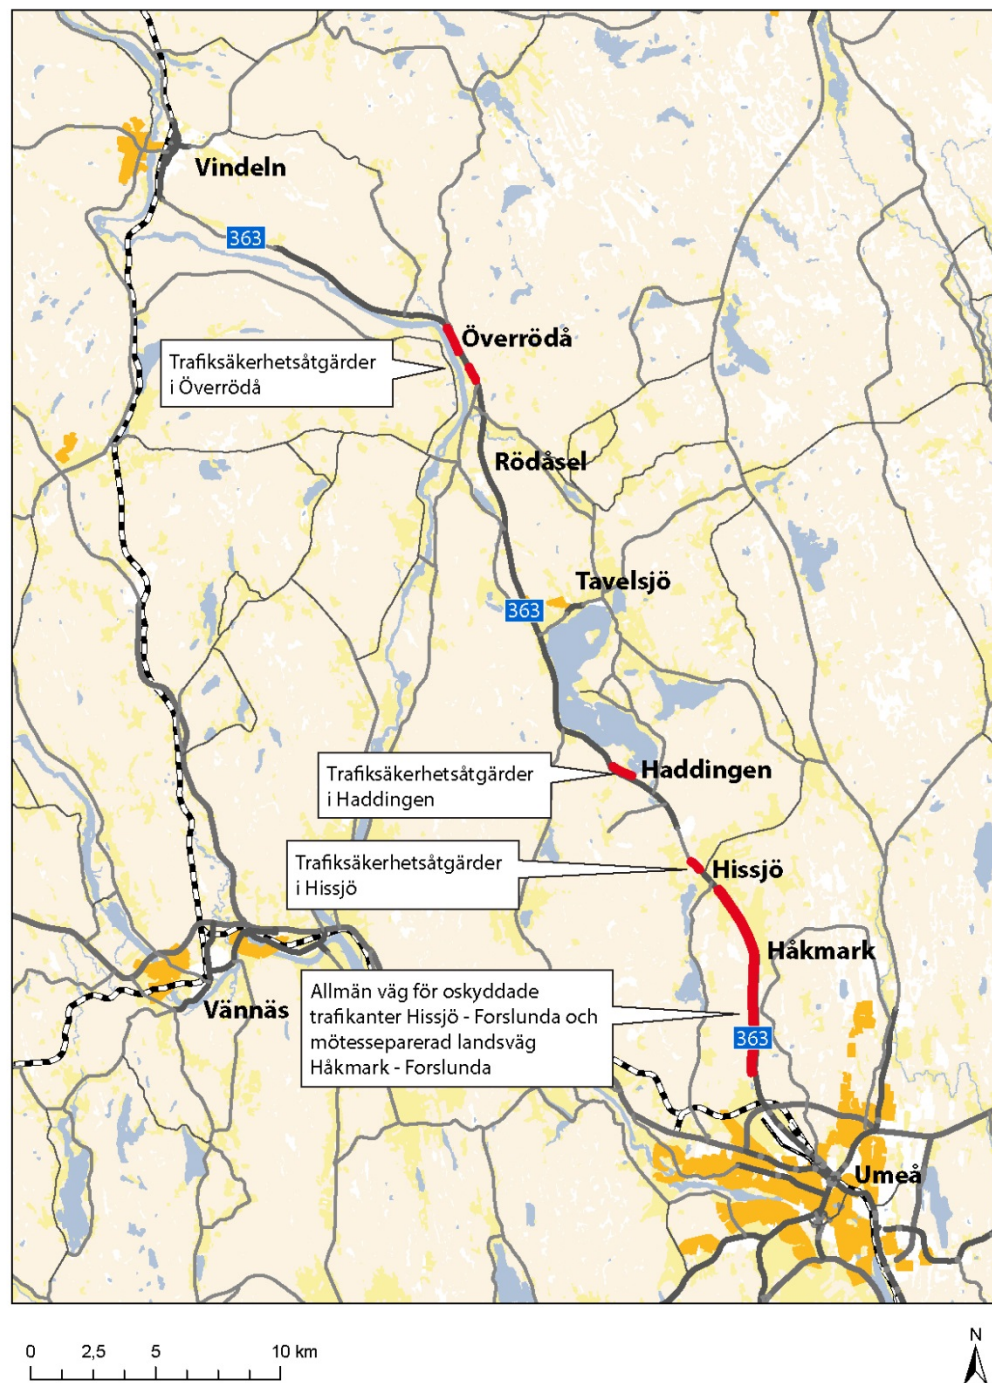 Vindeln
363
Överrödå
Trafiksäkerhetsåtgärder
i Överrödå
Rödåsel
Tavelsjö
363
Trafiksäkerhetsåtgärder
i Haddingen
Haddingen
Trafiksäkerhetsåtgärder
i Hissjö
Hissjö
Håkmark
Vännäs
Allmän väg för oskyddade
trafikanter Hissjö - Forslunda och
mötesseparerad landsväg
Håkmark - Forslunda
363
Umeå
0 2,5 5 10 km
N